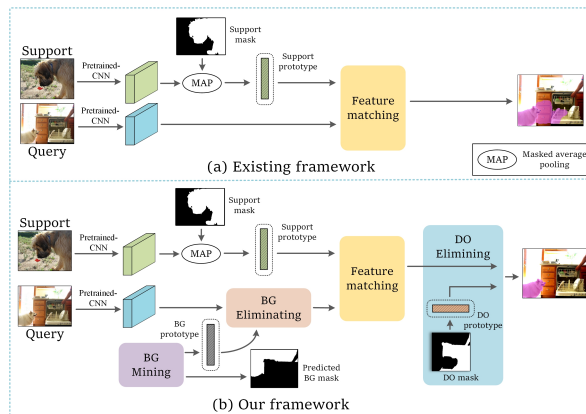 Support
Pretrained-
CNN
Support
mask
MAP
Support
prototype
Pretrained-
CNN
Query
Feature
matching
MAP
Masked average
pooling
(a) Existing framework
Support
Pretrained-
CNN
Support
mask
MAP
Support
prototype
Pretrained-
CNN
Query
BG
Eliminating
Feature
matching
DO
Elimining
DO
prototype
DO mask
BG
prototype
BG
Mining
Predicted
BG mask
(b) Our framework